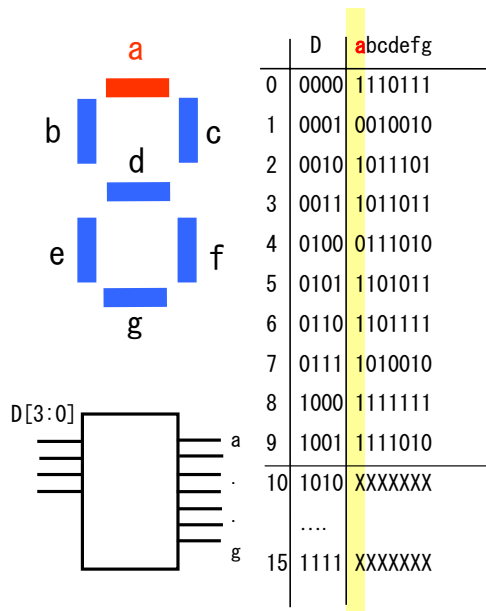 a
b
c
d
e
f
g
D[3:0]
a
.
.
g
D abcdefg
0 0000 1110111
1 0001 0010010
2 0010 1011101
3 0011 1011011
4 0100 0111010
5 0101 1101011
6 0110 1101111
7 0111 1010010
8 1000 1111111
9 1001 1111010
10 1010 XXXXXXX
....
15 1111 XXXXXXX